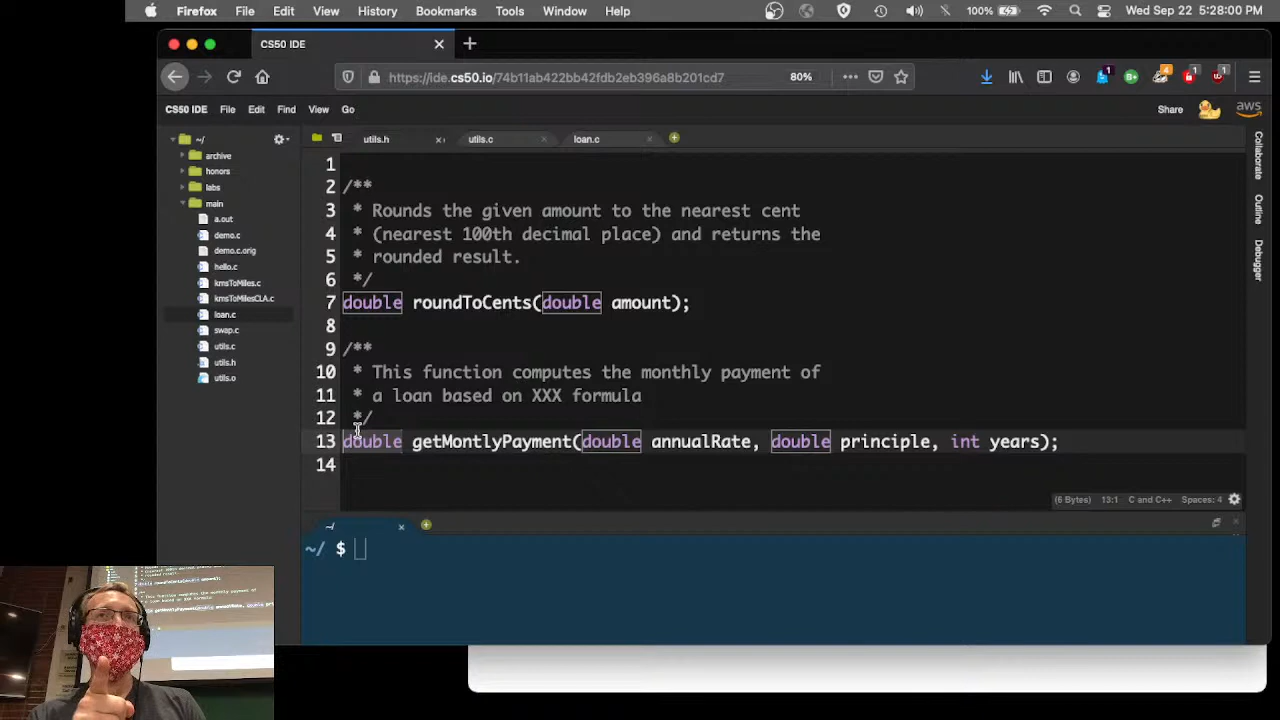 Firefox File Edit View History Bookmarks Tools Window Help 100% Wed Sep 22 5:28:00 PM
CS50 IDE
https://ide.cs50.io/74b11ab422bb42fdb2eb396a8b201cd7 80%
CS50 IDE File Edit Find View Go Share aws
~/
archive
honors
labs
main
a.out
demo.c
demo.c.orig
hello.c
kmsToMiles.c
kmsToMilesCLA.c
loan.c
swap.c
utils.c
utils.h
utils.o
utils.h utils.c loan.c
1
2 /**
3 * Rounds the given amount to the nearest cent
4 * (nearest 100th decimal place) and returns the
5 * rounded result.
6 */
7 double roundToCents(double amount);
8
9 /**
10 * This function computes the monthly payment of
11 * a loan based on XXX formula
12 */
13 double getMontlyPayment(double annualRate, double principle, int years);
14
(6 Bytes) 13:1 C and C++ Spaces: 4
~/
~/ $
Collaborate
Outline
Debugger